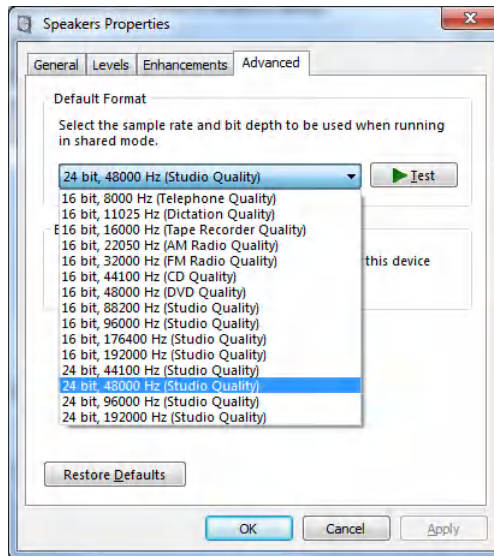 Speakers Properties
General Levels Enhancements Advanced
Default Format
Select the sample rate and bit depth to be used when running
in shared mode.
24 bit, 48000 Hz (Studio Quality)
Test
16 bit, 8000 Hz (Telephone Quality)
16 bit, 11025 Hz (Dictation Quality)
16 bit, 16000 Hz (Tape Recorder Quality)
16 bit, 22050 Hz (AM Radio Quality)
16 bit, 32000 Hz (FM Radio Quality)
this device
16 bit, 44100 Hz (CD Quality)
16 bit, 48000 Hz (DVD Quality)
16 bit, 88200 Hz (Studio Quality)
16 bit, 96000 Hz (Studio Quality)
16 bit, 176400 Hz (Studio Quality)
16 bit, 192000 Hz (Studio Quality)
24 bit, 44100 Hz (Studio Quality)
24 bit, 48000 Hz (Studio Quality)
24 bit, 96000 Hz (Studio Quality)
24 bit, 192000 Hz (Studio Quality)
Restore Defaults
OK Cancel Apply